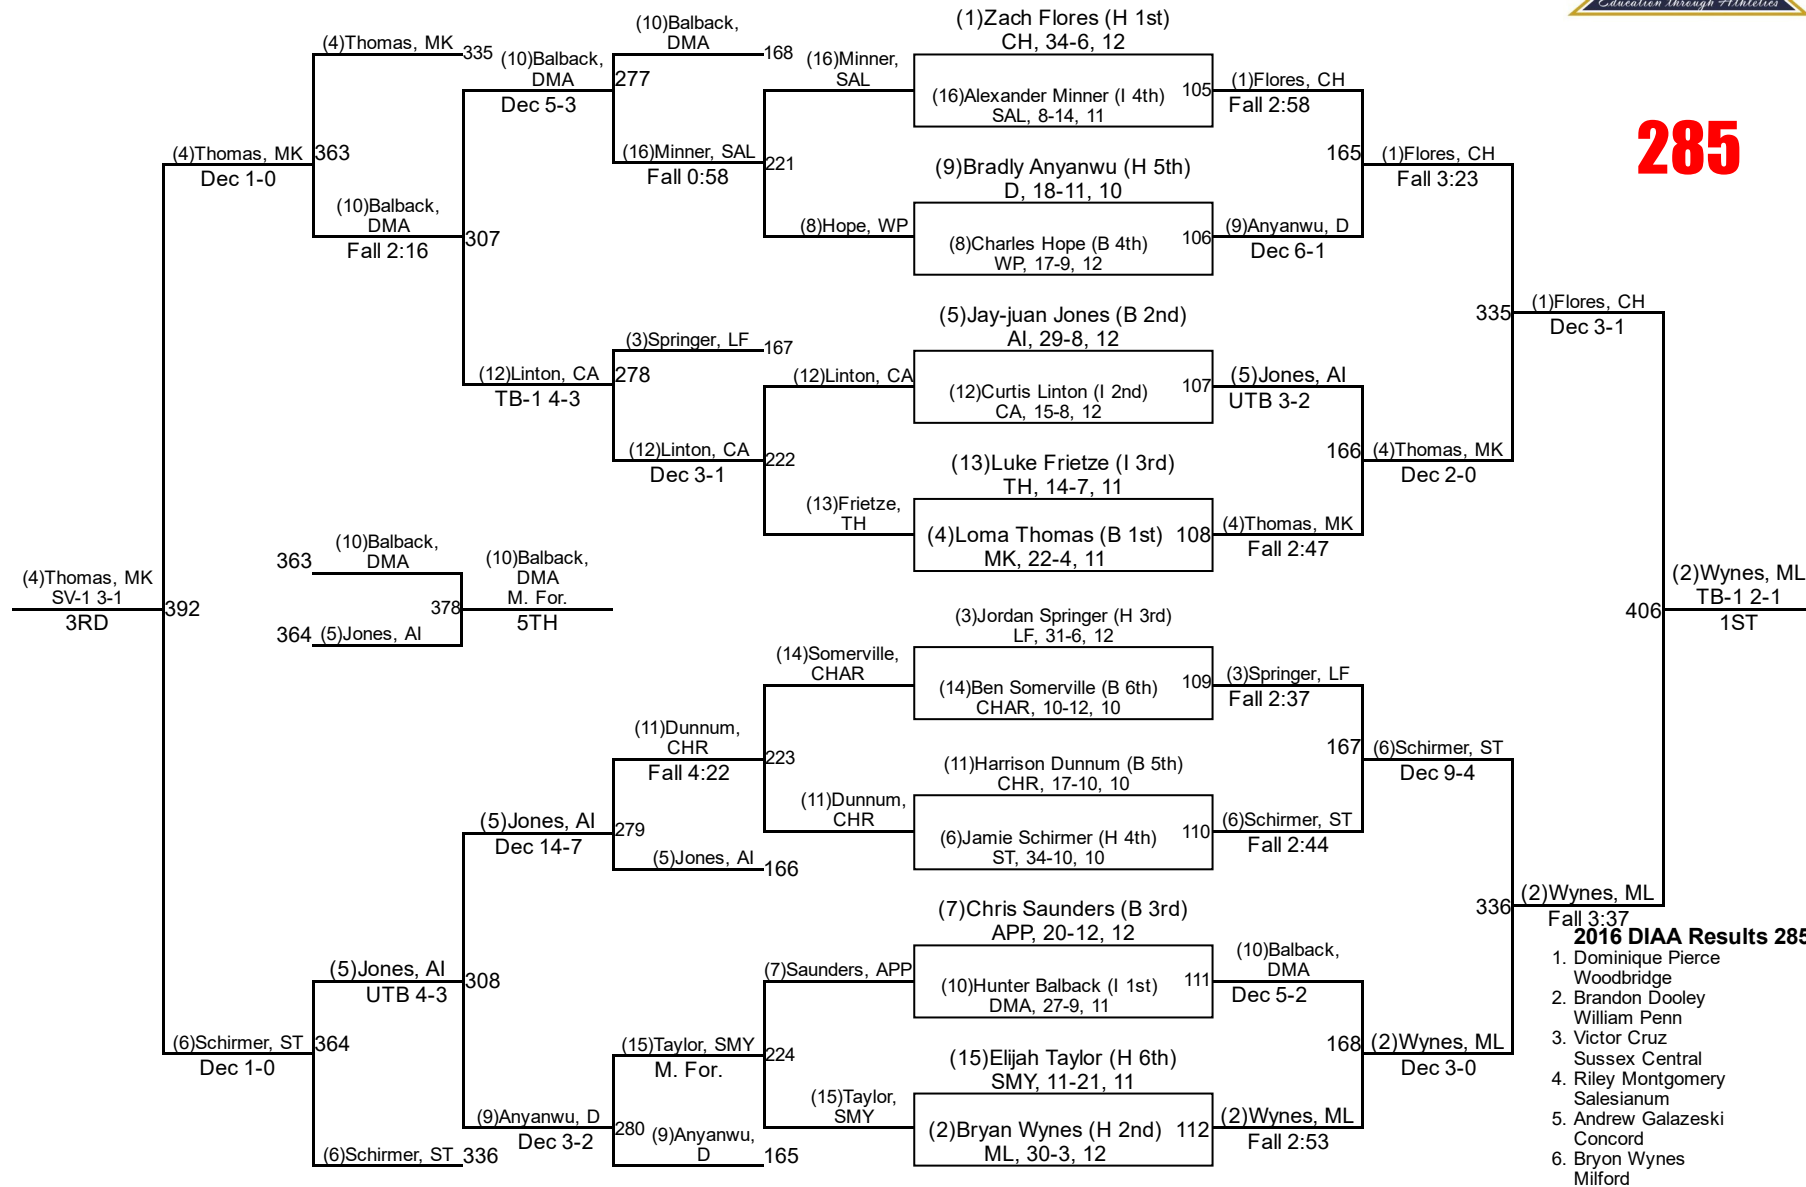 Education through Athletics
285
(4)Thomas, MK
335
(10)Balback,
DMA
Dec 5-3
(10)Balback,
DMA
168
277
(16)Minner, SAL
Fall 0:58
(16)Minner,
SAL
221
(8)Hope, WP
(4)Thomas, MK
Dec 1-0
363
(10)Balback,
DMA
Fall 2:16
307
(3)Springer, LF
167
(12)Linton, CA
TB-1 4-3
278
(12)Linton, CA
Dec 3-1
(12)Linton, CA
222
(13)Frietze,
TH
363
(10)Balback,
DMA
364
(5)Jones, AI
378
(10)Balback,
DMA
M. For.
5TH
(4)Thomas, MK
SV-1 3-1
3RD
392
(14)Somerville,
CHAR
(11)Dunnum,
CHR
Fall 4:22
223
(11)Dunnum,
CHR
(5)Jones, AI
Dec 14-7
279
(5)Jones, AI
166
(5)Jones, AI
UTB 4-3
308
(7)Saunders, APP
(15)Taylor, SMY
M. For.
224
(15)Taylor,
SMY
(6)Schirmer, ST
Dec 1-0
364
(9)Anyanwu, D
Dec 3-2
280
(9)Anyanwu,
D
165
(6)Schirmer, ST
336
(1)Zach Flores (H 1st)
CH, 34-6, 12
(16)Alexander Minner (I 4th)
SAL, 8-14, 11
105
(9)Bradly Anyanwu (H 5th)
D, 18-11, 10
(8)Charles Hope (B 4th)
WP, 17-9, 12
106
(5)Jay-juan Jones (B 2nd)
AI, 29-8, 12
(12)Curtis Linton (I 2nd)
CA, 15-8, 12
107
(13)Luke Frietze (I 3rd)
TH, 14-7, 11
(4)Loma Thomas (B 1st)
MK, 22-4, 11
108
(3)Jordan Springer (H 3rd)
LF, 31-6, 12
(14)Ben Somerville (B 6th)
CHAR, 10-12, 10
109
(11)Harrison Dunnum (B 5th)
CHR, 17-10, 10
(6)Jamie Schirmer (H 4th)
ST, 34-10, 10
110
(7)Chris Saunders (B 3rd)
APP, 20-12, 12
(10)Hunter Balback (I 1st)
DMA, 27-9, 11
111
(15)Elijah Taylor (H 6th)
SMY, 11-21, 11
(2)Bryan Wynes (H 2nd)
ML, 30-3, 12
112
(1)Flores, CH
Fall 2:58
165
(9)Anyanwu, D
Dec 6-1
(1)Flores, CH
Fall 3:23
(5)Jones, AI
UTB 3-2
166
(4)Thomas, MK
Fall 2:47
(4)Thomas, MK
Dec 2-0
335
(1)Flores, CH
Dec 3-1
(3)Springer, LF
Fall 2:37
167
(6)Schirmer, ST
Fall 2:44
(6)Schirmer, ST
Dec 9-4
(10)Balback,
DMA
Dec 5-2
168
(2)Wynes, ML
Fall 2:53
(2)Wynes, ML
Dec 3-0
336
(2)Wynes, ML
Fall 3:37
406
(2)Wynes, ML
TB-1 2-1
1ST
2016 DIAA Results 285
1. Dominique Pierce
Woodbridge
2. Brandon Dooley
William Penn
3. Victor Cruz
Sussex Central
4. Riley Montgomery
Salesianum
5. Andrew Galazeski
Concord
6. Bryon Wynes
Milford